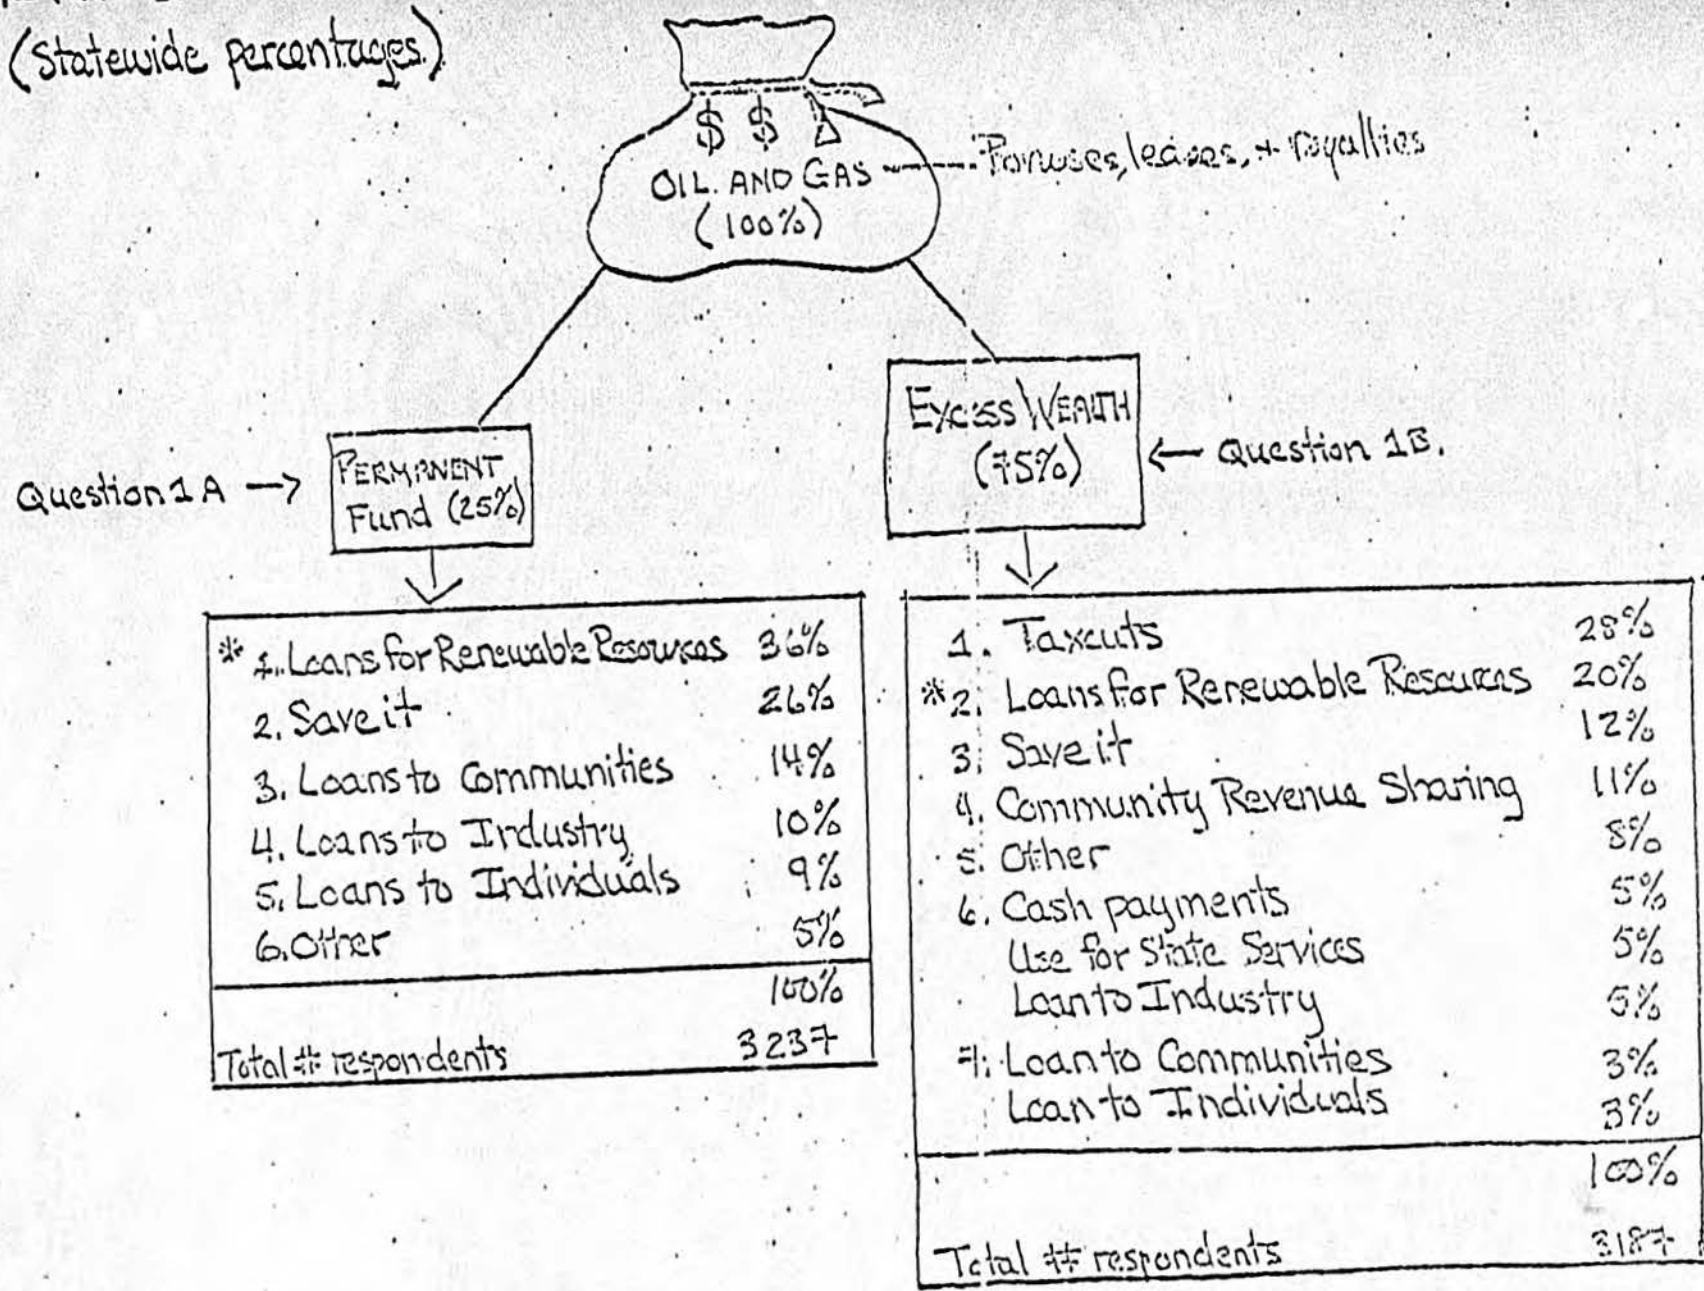 (Statewide percentages.)
$ $
OIL AND GAS
(100%)
Bonuses, leases, + royalties
EXCESS WEALTH
(75%)
← Question 1B.
Question 1A →
PERMANENT
Fund (25%)
* 1. Loans for Renewable Resources 36%
2. Save it 26%
3. Loans to Communities 14%
4. Loans to Industry 10%
5. Loans to Individuals 9%
6. Other 5%
100%
Total # respondents 3237
1. Taxcuts 28%
* 2. Loans for Renewable Resources 20%
3. Save it 12%
4. Community Revenue Sharing 11%
5. Other 8%
6. Cash payments 5%
Use for State Services 5%
Loan to Industry 5%
7. Loan to Communities 3%
Loan to Individuals 3%
100%
Total # respondents 3187